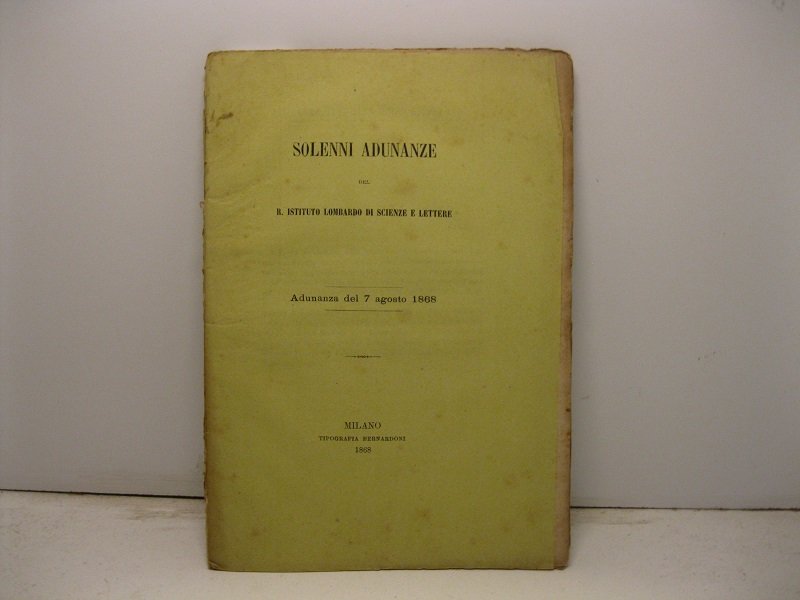 SOLENNI ADUNANZE
DEL
R. ISTITUTO LOMBARDO DI SCIENZE E LETTERE
Adunanza del 7 agosto 1868
MILANO
TIPOGRAFIA BERNARDONI
1868